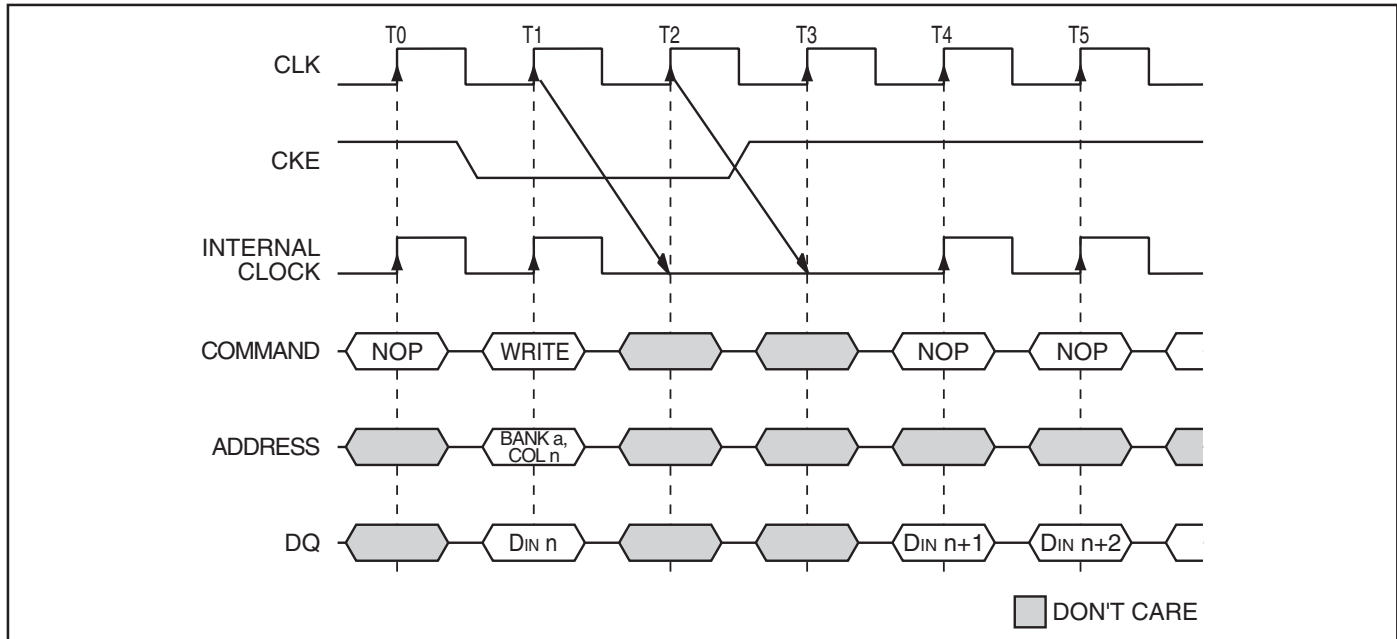 T0 T1 T2 T3 T4 T5
CLK
CKE
INTERNAL
CLOCK
COMMAND NOP WRITE NOP NOP
ADDRESS BANK a,
COL n
DQ DIN n DIN n+1 DIN n+2
DON'T CARE